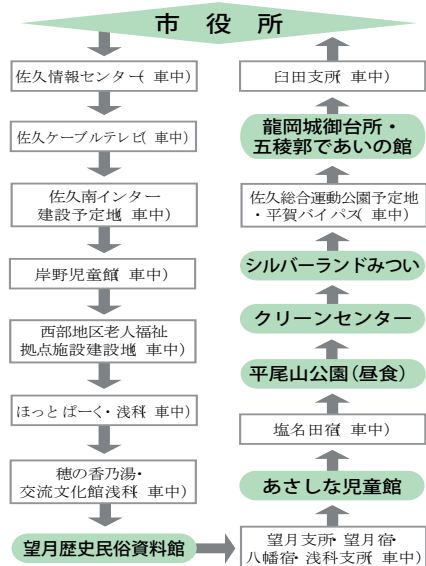 市役所
佐久情報センター(車中)
佐久ケーブルテレビ(車中)
佐久南インター
建設予定地(車中)
岸野児童館(車中)
西部地区老人福祉
拠点施設建設地(車中)
ほっとぱーく・浅科(車中)
穂の香乃湯・
交流文化館浅科(車中)
望月歴史民俗資料館
望月支所・望月宿・
八幡宿・浅科支所(車中)
あさしな児童館
塩名田宿(車中)
平尾山公園(昼食)
クリーンセンター
シルバーランドみつい
佐久総合運動公園予定地
・平賀バイパス(車中)
龍岡城御台所・
五稜郭であいの館
臼田支所(車中)